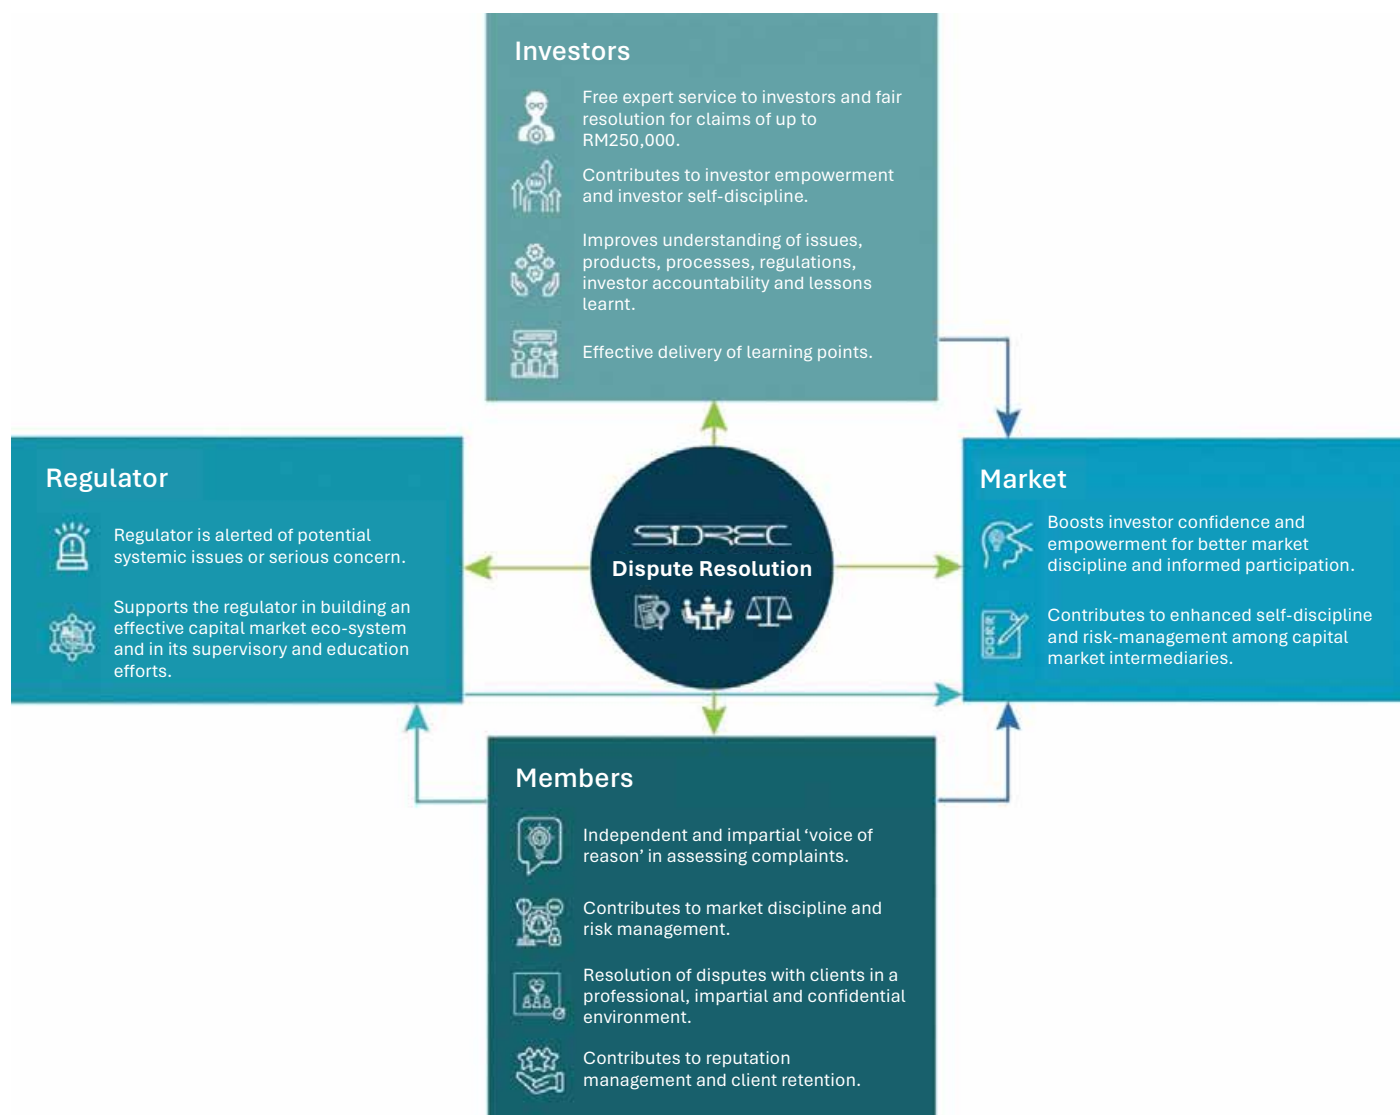 Investors
Free expert service to investors and fair
resolution for claims of up to
RM250,000.
Contributes to investor empowerment
and investor self-discipline.
Improves understanding of issues,
products, processes, regulations,
investor accountability and lessons
learnt.
Effective delivery of learning points.
Regulator
Regulator is alerted of potential
systemic issues or serious concern.
Supports the regulator in building an
effective capital market eco-system
and in its supervisory and education
efforts.
SIDREC
Dispute Resolution
Market
Boosts investor confidence and
empowerment for better market
discipline and informed participation.
Contributes to enhanced self-discipline
and risk-management among capital
market intermediaries.
Members
Independent and impartial ‘voice of
reason’ in assessing complaints.
Contributes to market discipline and
risk management.
Resolution of disputes with clients in a
professional, impartial and confidential
environment.
Contributes to reputation
management and client retention.